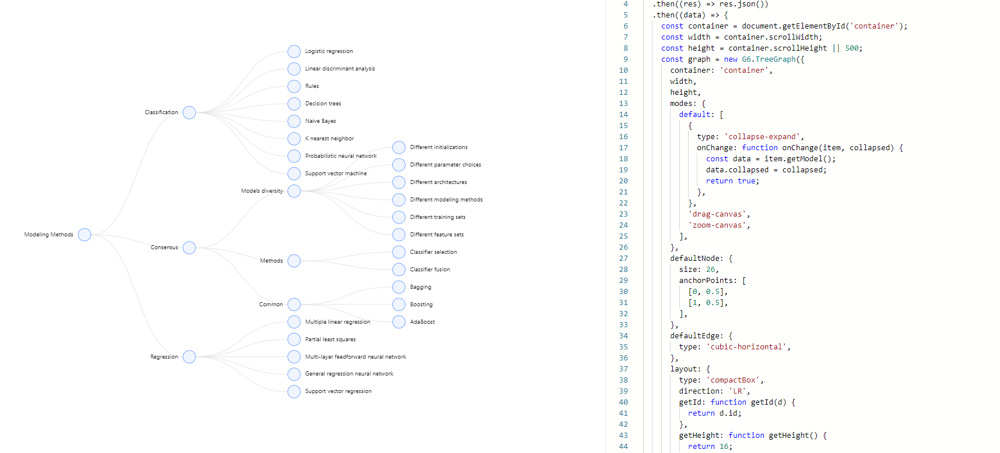 Logistic regression
Linear discriminant analysis
Rules
Decision trees
Classification
Naive Bayes
K nearest neighbor
Different initializations
Probabilistic neural network
Different parameter choices
Support vector machine
Different architectures
Models diversity
Different modeling methods
Different training sets
Modeling Methods
Different feature sets
Consensus
Classifier selection
Methods
Classifier fusion
Bagging
Common
Boosting
Multiple linear regression
AdaBoost
Partial least squares
Regression
Multi-layer feedforward neural network
General regression neural network
Support vector regression
4 .then((res) => res.json())
5 .then((data) => {
6 const container = document.getElementById('container');
7 const width = container.scrollWidth;
8 const height = container.scrollHeight || 500;
9 const graph = new G6.TreeGraph({
10 container: 'container',
11 width,
12 height,
13 modes: {
14 default: [
15 {
16 type: 'collapse-expand',
17 onChange: function onChange(item, collapsed) {
18 const data = item.getModel();
19 data.collapsed = collapsed;
20 return true;
21 },
22 },
23 'drag-canvas',
24 'zoom-canvas',
25 ],
26 },
27 defaultNode: {
28 size: 26,
29 anchorPoints: [
30 [0, 0.5],
31 [1, 0.5],
32 ],
33 },
34 defaultEdge: {
35 type: 'cubic-horizontal',
36 },
37 layout: {
38 type: 'compactBox',
39 direction: 'LR',
40 getId: function getId(d) {
41 return d.id;
42 },
43 getHeight: function getHeight() {
44 return 16;